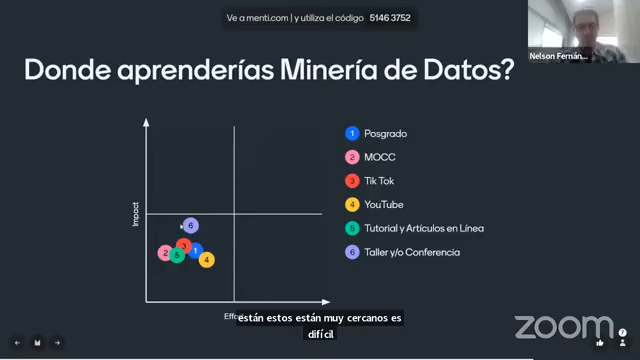 Ve a menti.com | y utiliza el código 5146 3752
Nelson Fernán...
Donde aprenderías Minería de Datos?
Impact
1 Posgrado
2 MOCC
3 Tik Tok
4 YouTube
5 Tutorial y Artículos en Línea
6 Taller y/o Conferencia
6
3
2
5
1
4
están estos están muy cercanos es
difícil
zoom
7